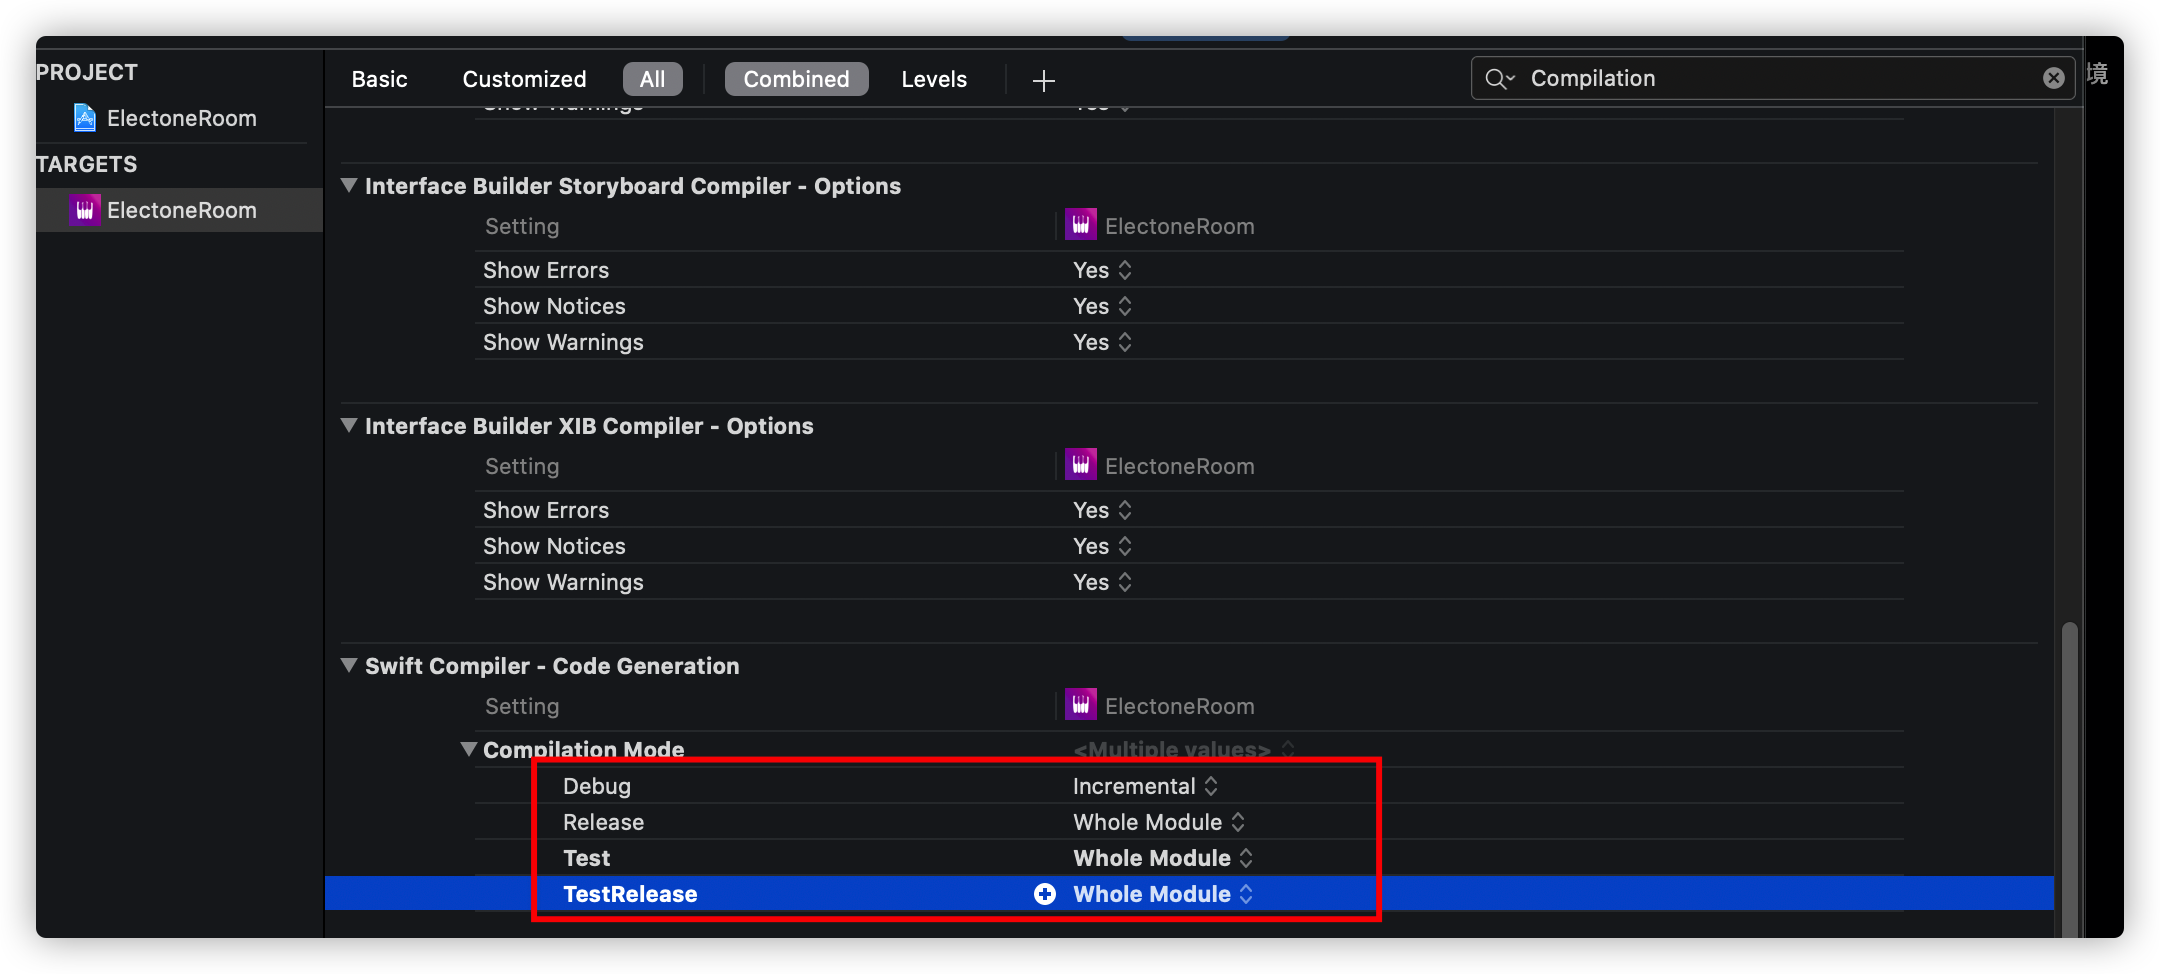 PROJECT
ElectoneRoom
TARGETS
ElectoneRoom
Basic Customized All Combined Levels
Compilation
境
Show Warnings Yes
Interface Builder Storyboard Compiler - Options
Setting ElectoneRoom
Show Errors Yes
Show Notices Yes
Show Warnings Yes
Interface Builder XIB Compiler - Options
Setting ElectoneRoom
Show Errors Yes
Show Notices Yes
Show Warnings Yes
Swift Compiler - Code Generation
Setting ElectoneRoom
Compilation Mode <Multiple values>
Debug Incremental
Release Whole Module
Test Whole Module
TestRelease Whole Module